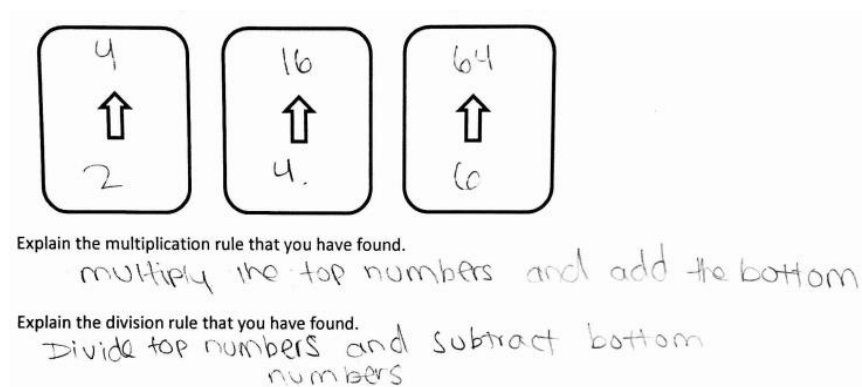 4 16 64
2 4. 6
Explain the multiplication rule that you have found.
multiply the top numbers and add the bottom
Explain the division rule that you have found.
Divide top numbers and subtract bottom
numbers